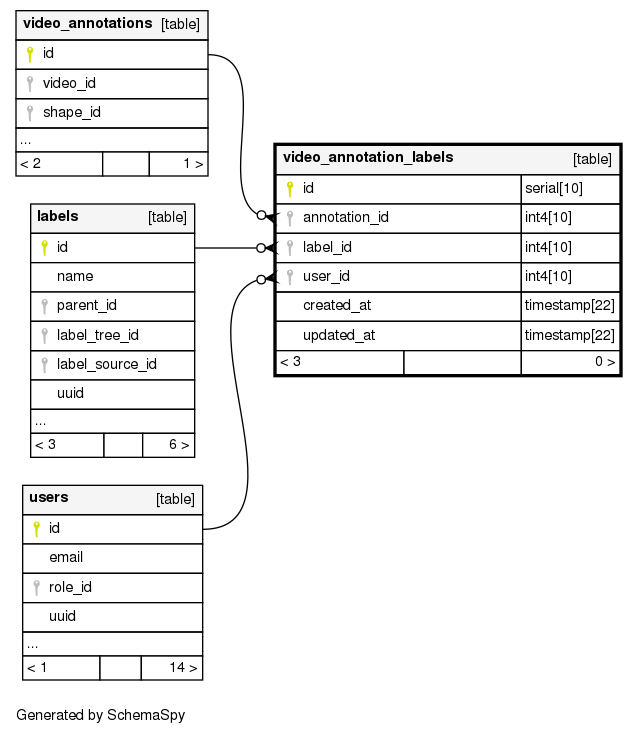 video_annotations [table]
id
video_id
shape_id
...
< 2 1 >
labels [table]
id
name
parent_id
label_tree_id
label_source_id
uuid
...
< 3 6 >
users [table]
id
email
role_id
uuid
...
< 1 14 >
video_annotation_labels [table]
id serial[10]
annotation_id int4[10]
label_id int4[10]
user_id int4[10]
created_at timestamp[22]
updated_at timestamp[22]
< 3 0 >
Generated by SchemaSpy